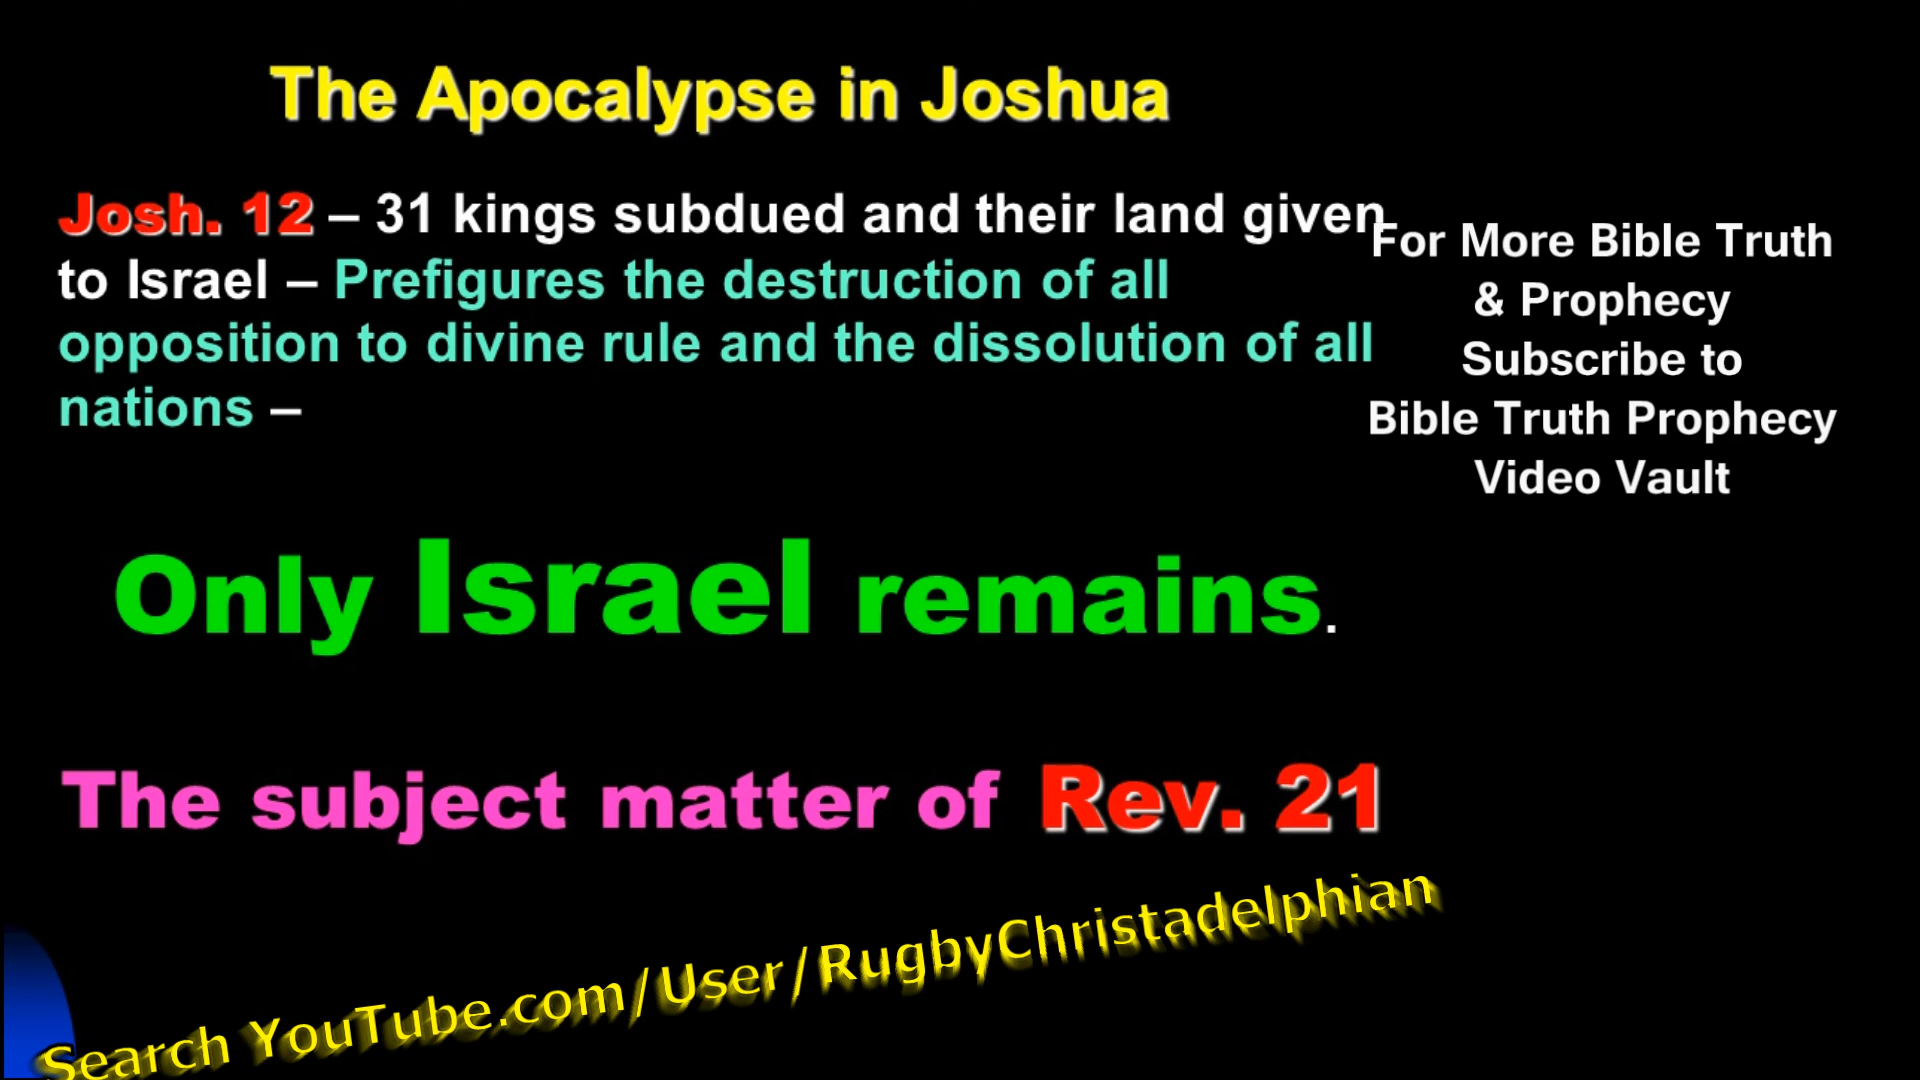 The Apocalypse in Joshua
Josh. 12 – 31 kings subdued and their land given
to Israel – Prefigures the destruction of all
opposition to divine rule and the dissolution of all
nations –
For More Bible Truth
& Prophecy
Subscribe to
Bible Truth Prophecy
Video Vault
Only Israel remains.
The subject matter of Rev. 21
Search YouTube.com/User/RugbyChristadelphian